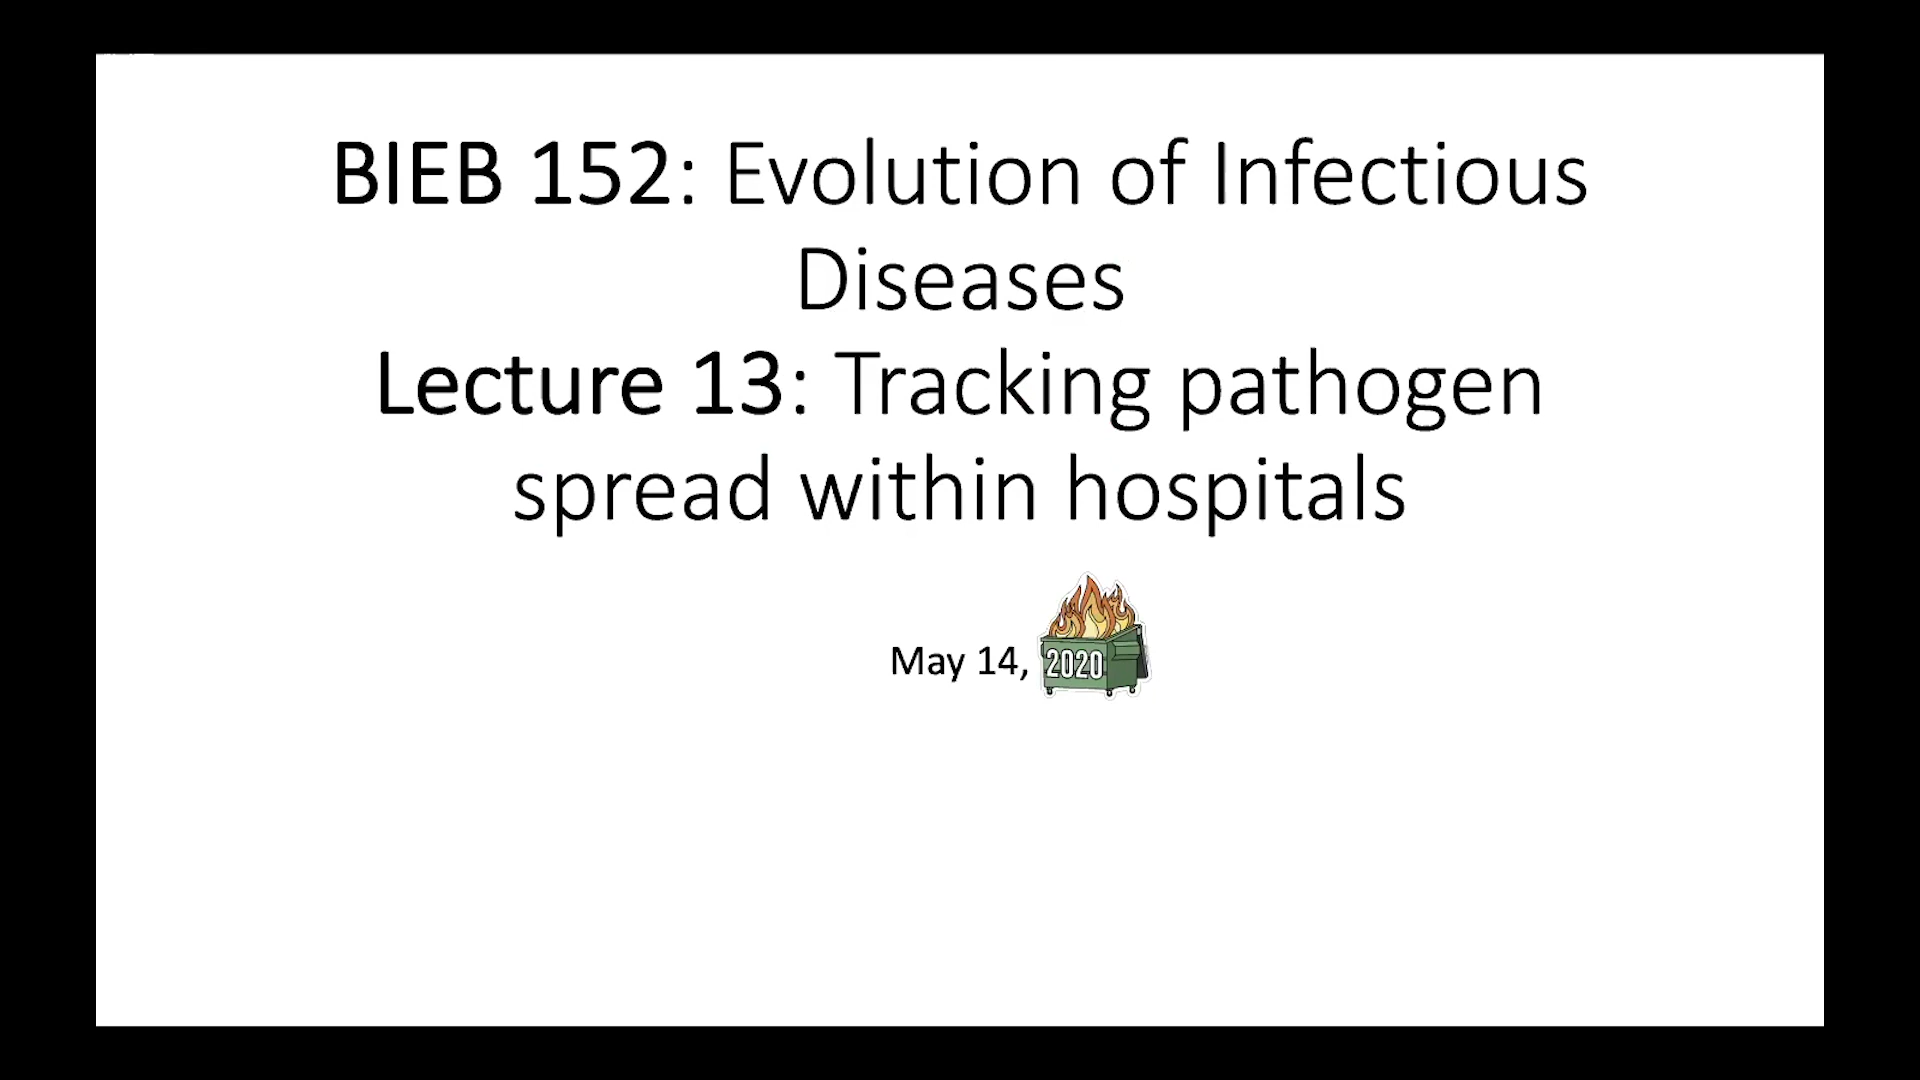 BIEB 152: Evolution of Infectious
Diseases
Lecture 13: Tracking pathogen
spread within hospitals
May 14, 2020